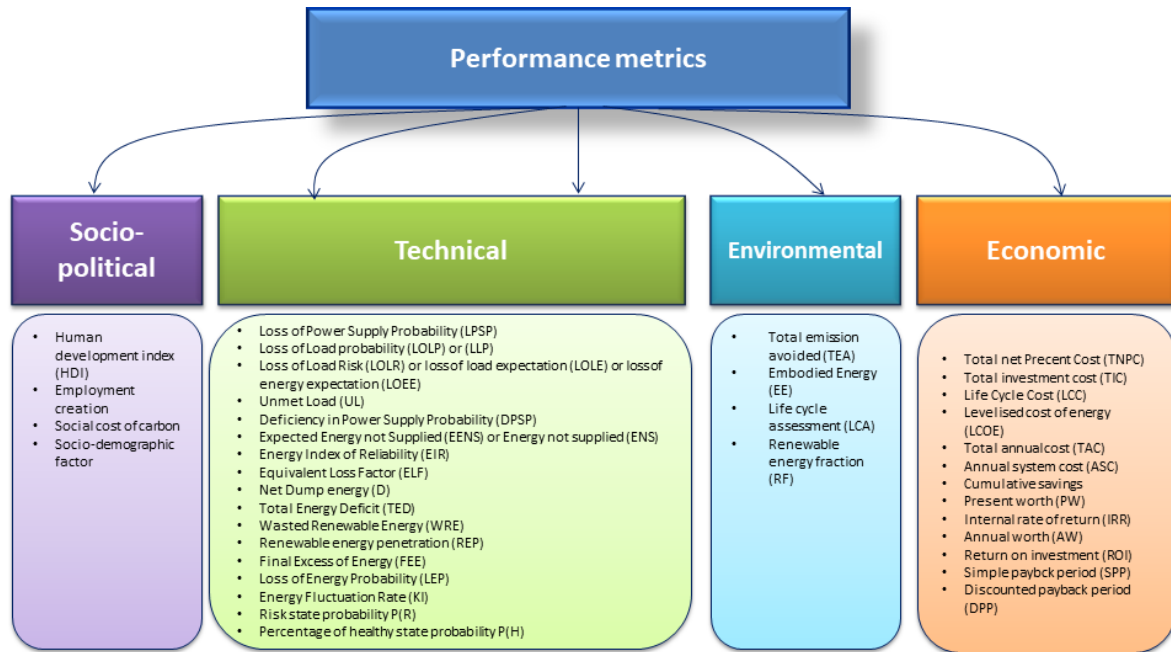 Performance metrics
Socio-
political
• Human
development index
(HDI)
• Employment
creation
• Social cost of carbon
• Socio-demographic
factor
Technical
• Loss of Power Supply Probability (LPSP)
• Loss of Load probability (LOLP) or (LLP)
• Loss of Load Risk (LOLR) or loss of load expectation (LOLE) or loss of
energy expectation (LOEE)
• Unmet Load (UL)
• Deficiency in Power Supply Probability (DPSP)
• Expected Energy not Supplied (EENS) or Energy not supplied (ENS)
• Energy Index of Reliability (EIR)
• Equivalent Loss Factor (ELF)
• Net Dump energy (D)
• Total Energy Deficit (TED)
• Wasted Renewable Energy (WRE)
• Renewable energy penetration (REP)
• Final Excess of Energy (FEE)
• Loss of Energy Probability (LEP)
• Energy Fluctuation Rate (KI)
• Risk state probability P(R)
• Percentage of healthy state probability P(H)
Environmental
• Total emission
avoided (TEA)
• Embodied Energy
(EE)
• Life cycle
assessment (LCA)
• Renewable
energy fraction
(RF)
Economic
• Total net Precent Cost (TNPC)
• Total investment cost (TIC)
• Life Cycle Cost (LCC)
• Levelised cost of energy
(LCOE)
• Total annual cost (TAC)
• Annual system cost (ASC)
• Cumulative savings
• Present worth (PW)
• Internal rate of return (IRR)
• Annual worth (AW)
• Return on investment (ROI)
• Simple paybck period (SPP)
• Discounted payback period
(DPP)